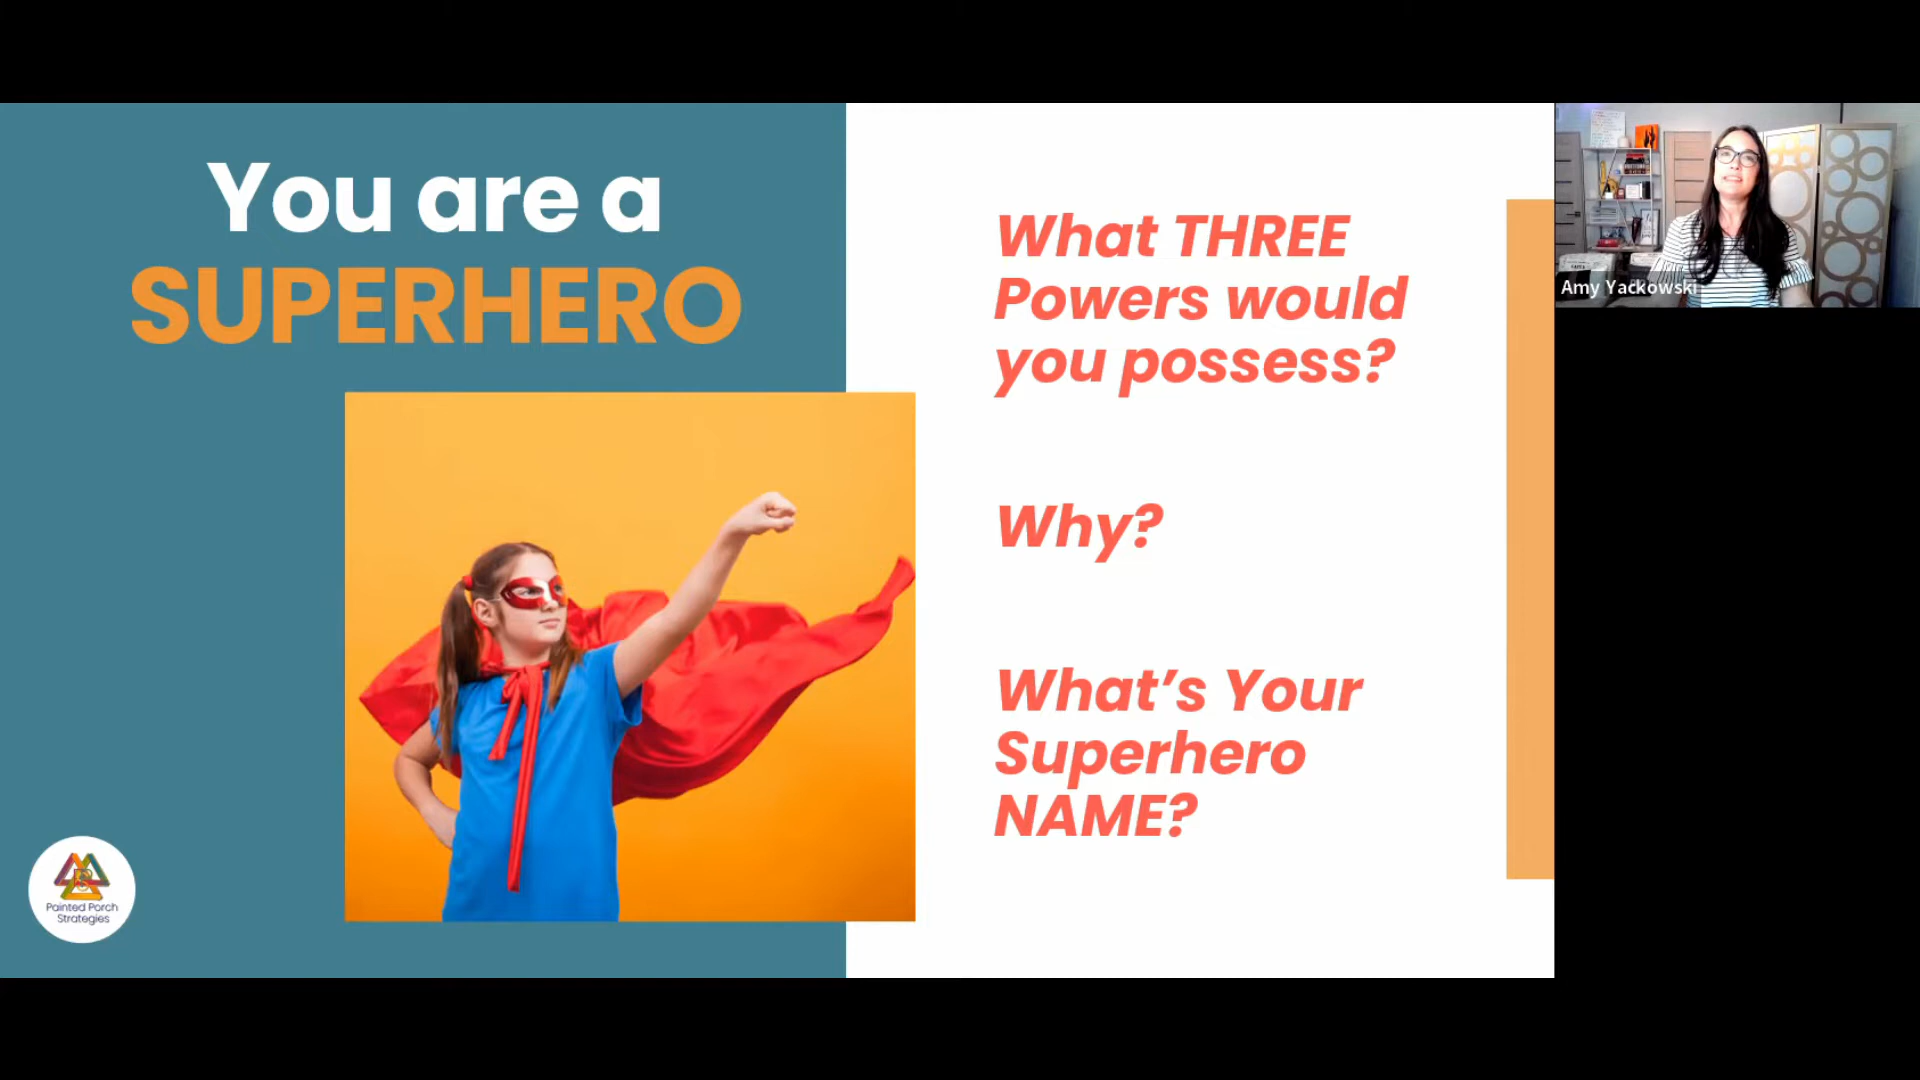 You are a
SUPERHERO
What THREE
Powers would
you possess?
Why?
What's Your
Superhero
NAME?
Painted Porch
Strategies
Amy Yackowski